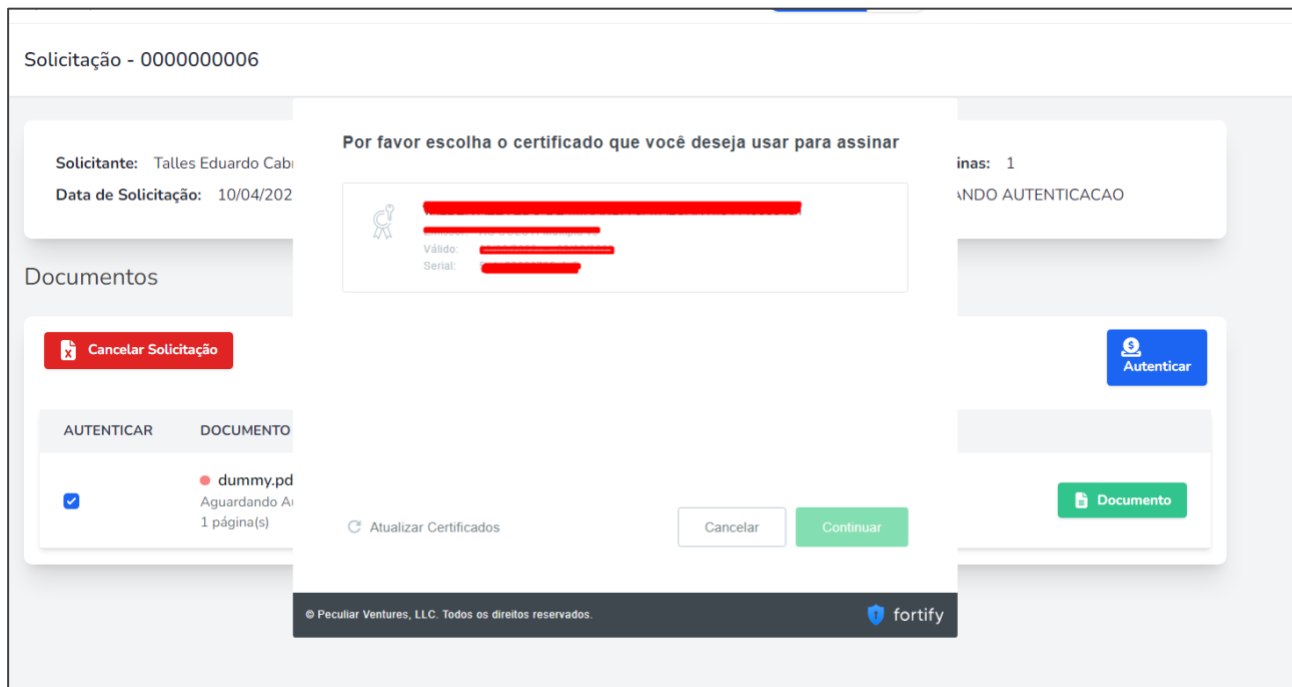 Solicitação - 0000000006
Por favor escolha o certificado que você deseja usar para assinar
Solicitante: Talles Eduardo
inas: 1
Data de Solicitação: 10/04/202
NDO AUTENTICACAO
Válido:
Serial:
Documentos
Cancelar Solicitação
Autenticar
AUTENTICAR DOCUMENTO
dummy.pd
Aguardando
1 página(s)
Documento
Atualizar Certificados
Cancelar
Continuar
© Peculiar Ventures, LLC. Todos os direitos reservados.
fortify